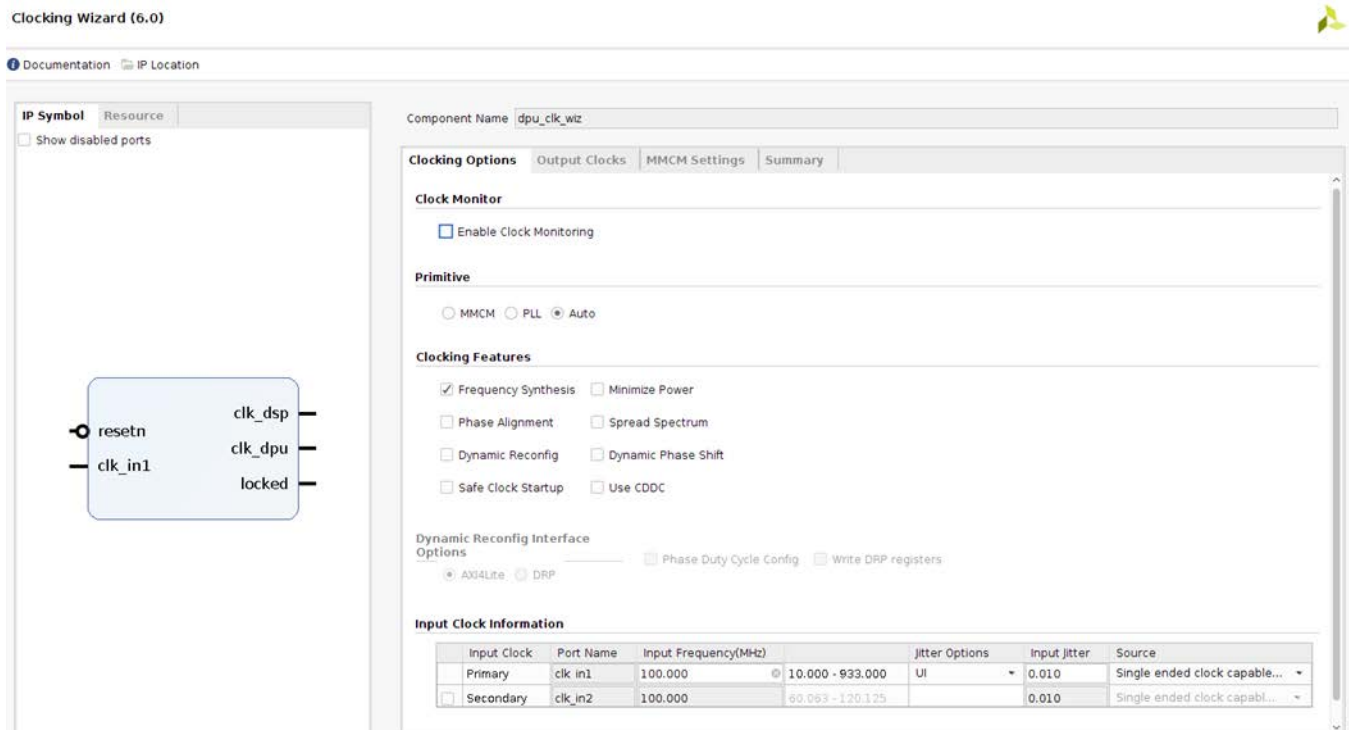 Clocking Wizard (6.0)
Documentation IP Location
IP Symbol Resource
Show disabled ports
resetn
clk_in1
clk_dsp
clk_dpu
locked
Component Name dpu_clk_wiz
Clocking Options Output Clocks MMCM Settings Summary
Clock Monitor
Enable Clock Monitoring
Primitive
MMCM PLL Auto
Clocking Features
Frequency Synthesis Minimize Power
Phase Alignment Spread Spectrum
Dynamic Reconfig Dynamic Phase Shift
Safe Clock Startup Use CDDC
Dynamic Reconfig Interface
Options
Phase Duty Cycle Config Write DRP registers
AXI4Lite DRP
Input Clock Information
Input Clock Port Name Input Frequency(MHz) Jitter Options Input Jitter Source
Primary clk_in1 100.000 10.000 - 933.000 UI 0.010 Single ended clock capable...
Secondary clk_in2 100.000 60.063 - 120.125 0.010 Single ended clock capabl...